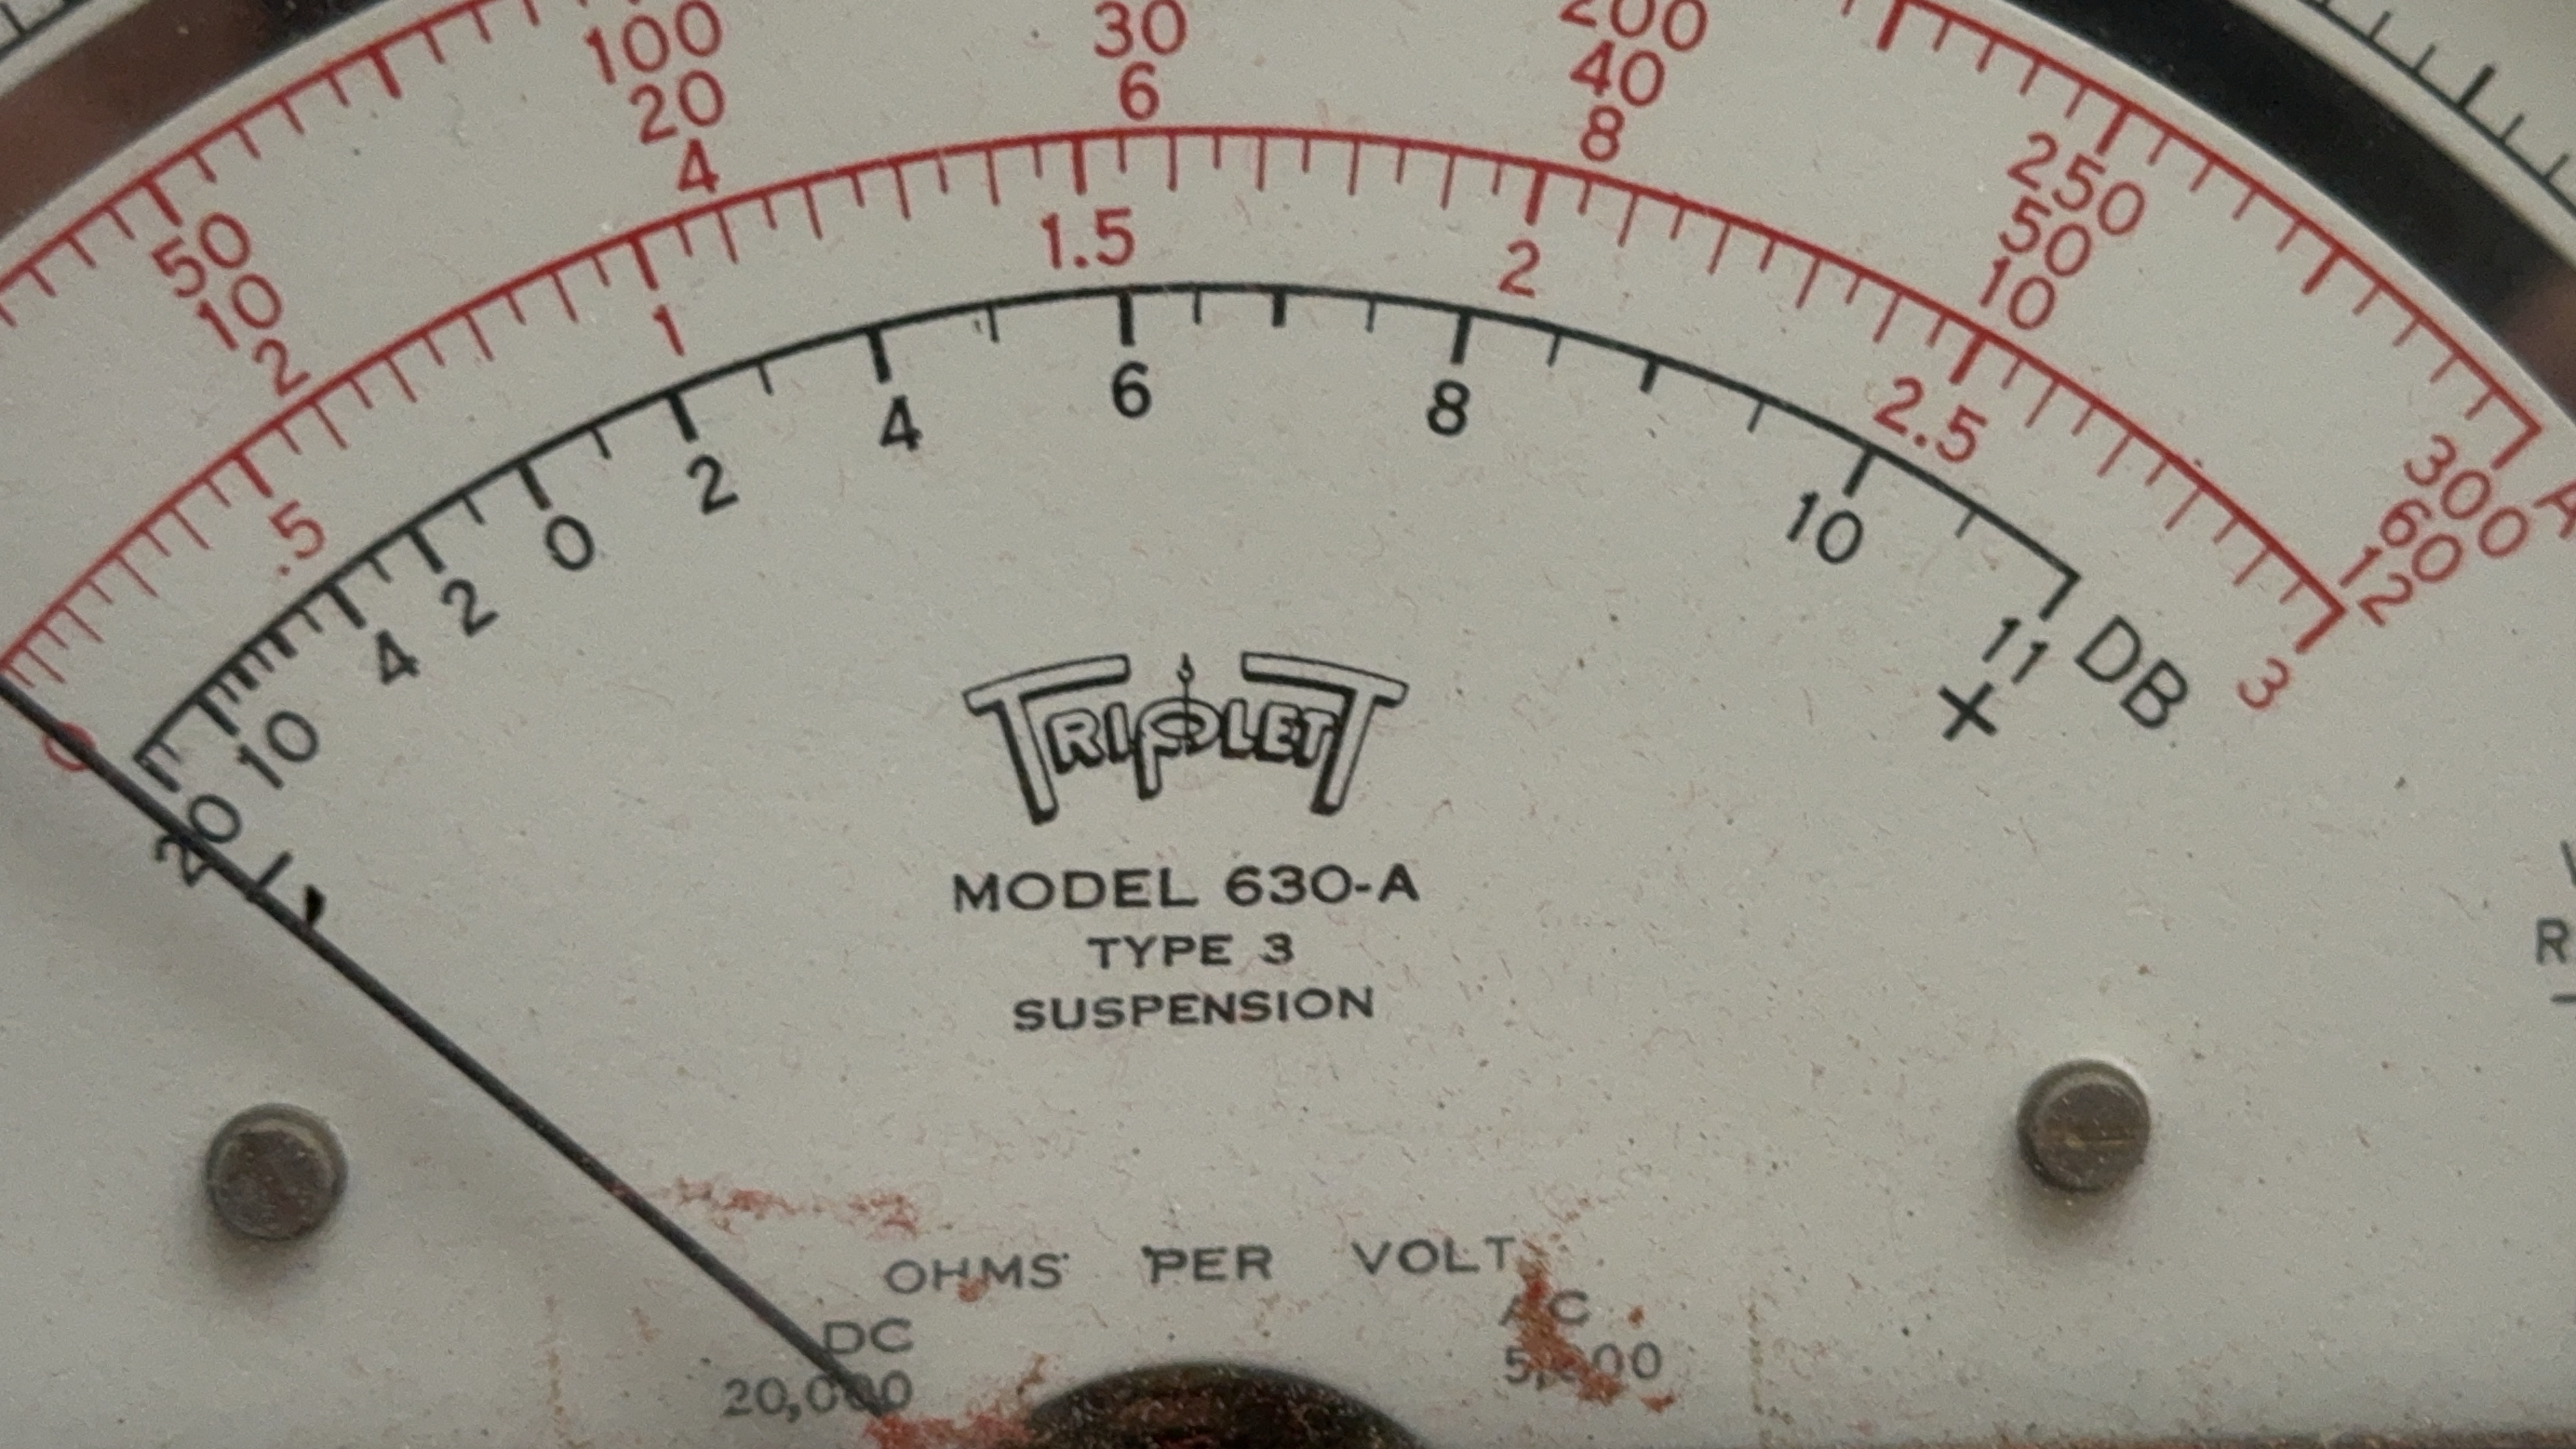 100 30 200
20 6 40
4 8
50 250
10 50
2 10
.5 1 1.5 2 2.5 3
300
60
12
0
20 10 4 2 0 2 4 6 8 10 11 DB
- +
TRIPLETT
MODEL 630-A
TYPE 3
SUSPENSION
OHMS PER VOLT
DC AC
20,000